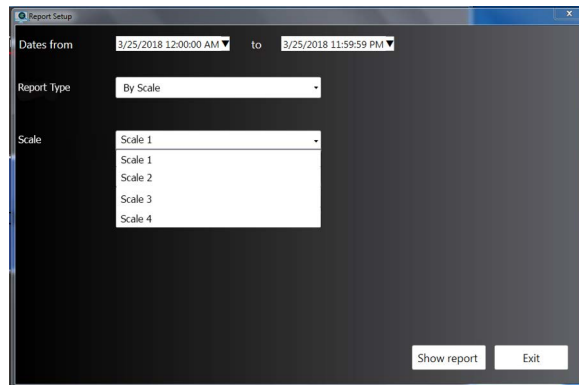 Report Setup
x
Dates from 3/25/2018 12:00:00 AM ▼ to 3/25/2018 11:59:59 PM ▼
Report Type By Scale
Scale Scale 1
Scale 1
Scale 2
Scale 3
Scale 4
Show report Exit